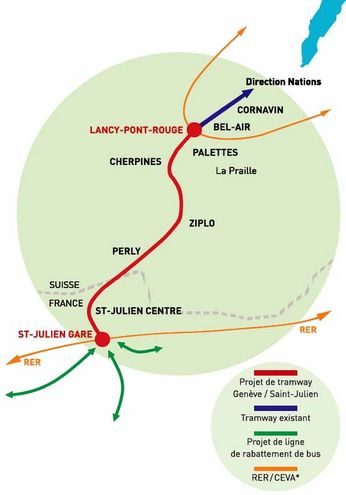 Direction Nations
CORNAVIN
LANCY-PONT-ROUGE
BEL-AIR
PALETTES
CHERPINES
La Praille
ZIPLO
PERLY
SUISSE
FRANCE
ST-JULIEN CENTRE
ST-JULIEN GARE
RER
RER
Projet de tramway
Genève / Saint-Julien
Tramway existant
Projet de ligne
de rabattement de bus
RER/CEVA*